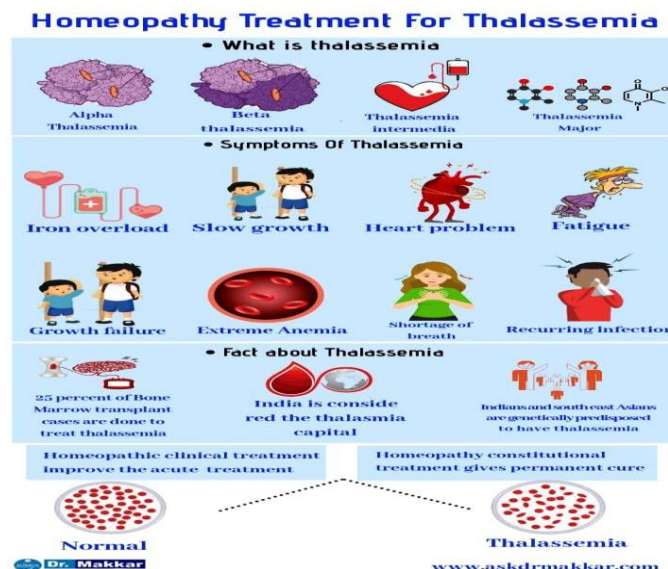 Homeopathy Treatment For Thalassemia
• What is thalassemia
Alpha
Thalassemia
Beta
thalassemia
Thalassemia
intermedia
Thalassemia
Major
• Symptoms Of Thalassemia
Iron overload
Slow growth
Heart problem
Fatigue
Growth failure
Extreme Anemia
Shortage of
breath
Recurring infection
• Fact about Thalassemia
25 percent of Bone
Marrow transplant
cases are done to
treat thalassemia
India is conside
red the thalasmia
capital
Indians and south east Asians
are genetically predisposed
to have thalassemia
Homeopathic clinical treatment
improve the acute treatment
Homeopathy constitutional
treatment gives permanent cure
Normal
Thalassemia
Dr. Makkar
www.askdrmakkar.com